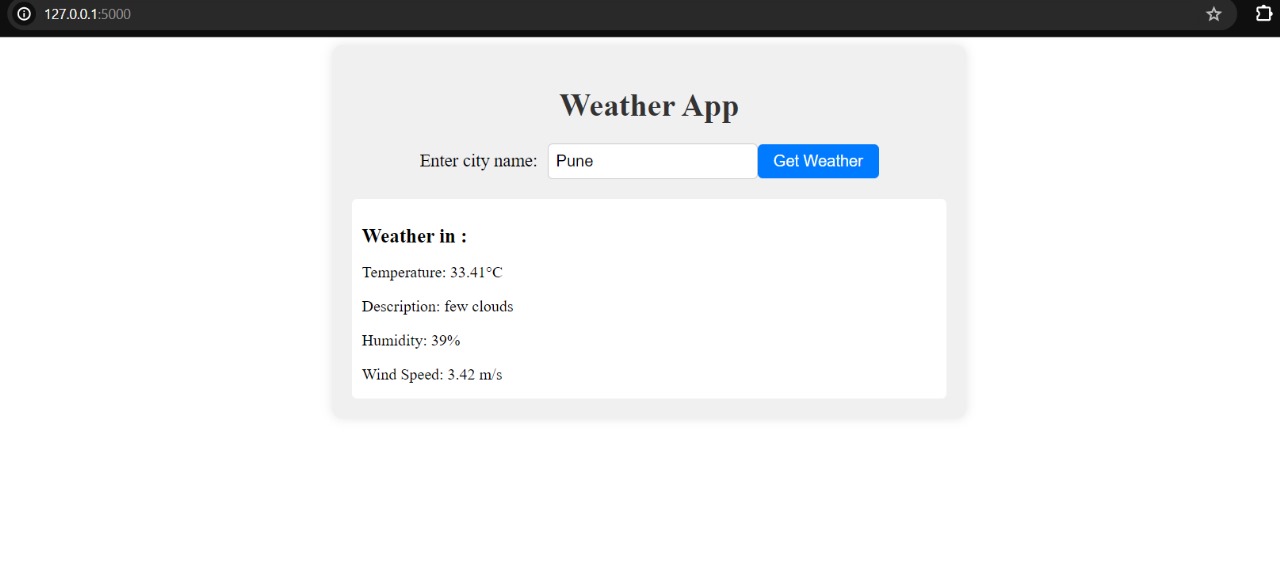 127.0.0.1:5000
Weather App
Enter city name: Pune Get Weather
Weather in :
Temperature: 33.41°C
Description: few clouds
Humidity: 39%
Wind Speed: 3.42 m/s